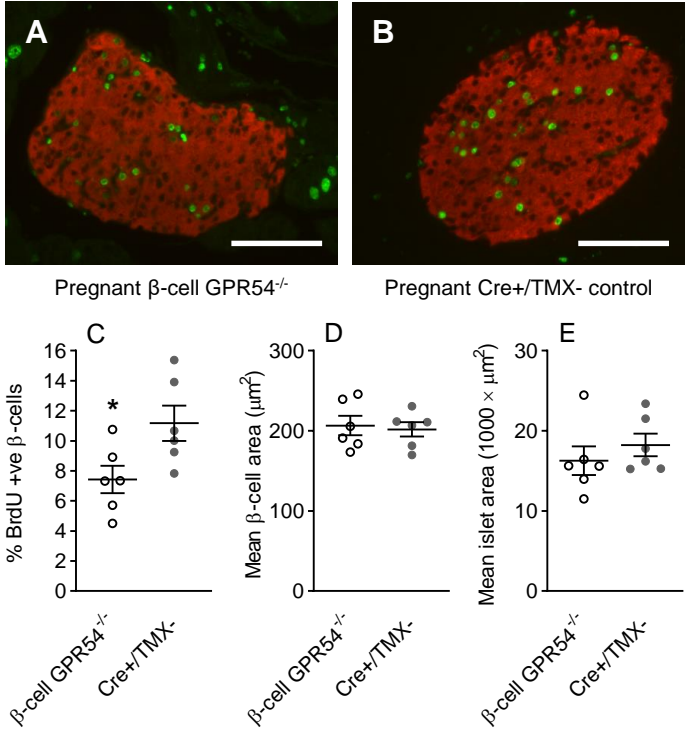 A
B
Pregnant β-cell GPR54-/-
Pregnant Cre+/TMX- control
C
% BrdU +ve β-cells
16
14
12
10
8
6
4
2
0
*
β-cell GPR54-/-
Cre+/TMX-
D
Mean β-cell area (μm2)
300
200
100
0
β-cell GPR54-/-
Cre+/TMX-
E
Mean islet area (1000 × μm2)
30
20
10
0
β-cell GPR54-/-
Cre+/TMX-